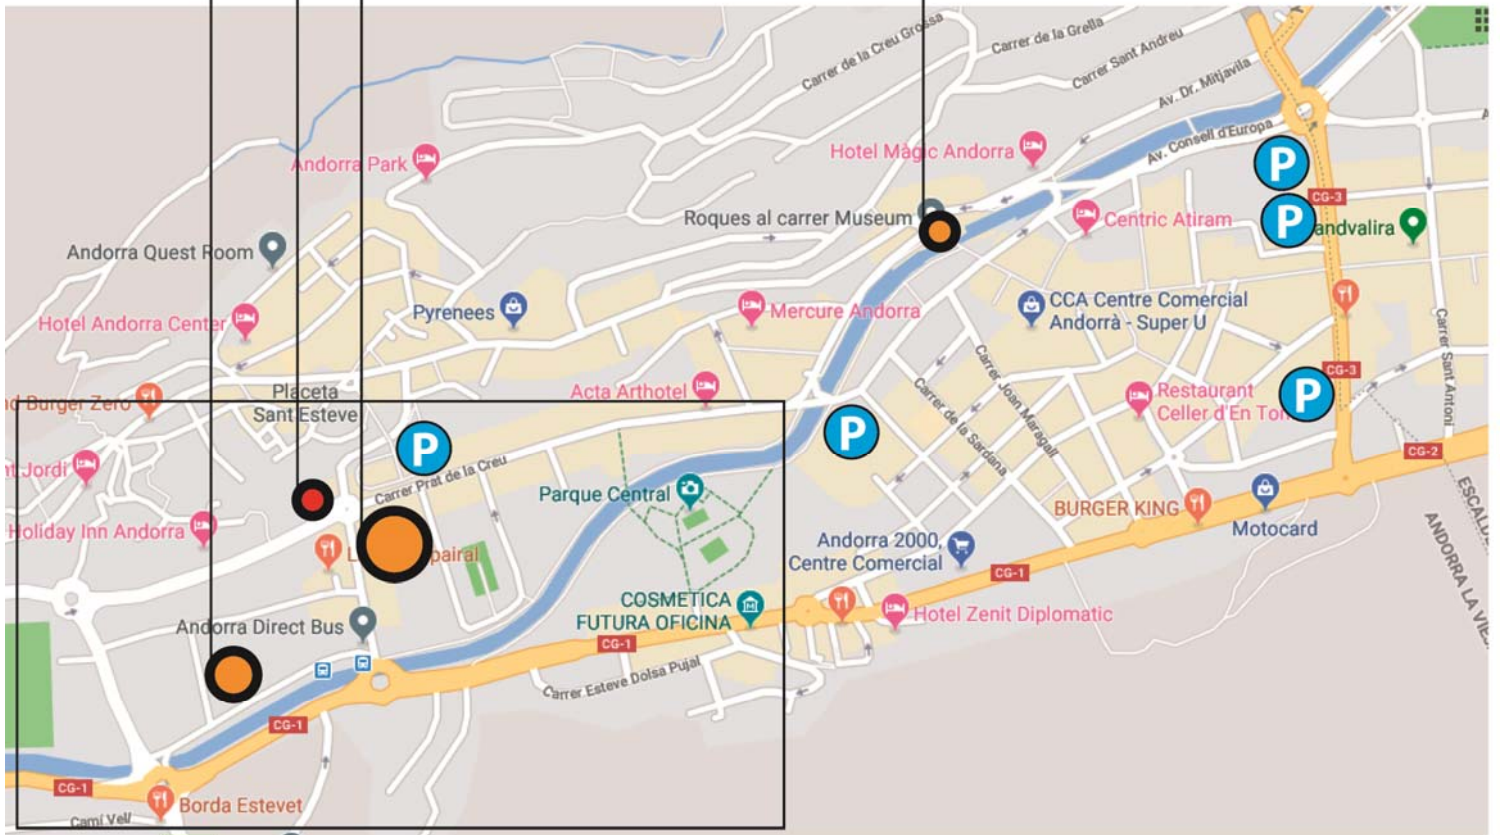 Carrer de la Creu Grossa
Carrer de la Grella
Carrer Sant Andreu
Av. Dr. Mitjavila
Av. Consell d'Europa
Andorra Park
Hotel Màgic Andorra
P
CG-3
Roques al carrer Museum
Centric Atiram
P
andvalira
Andorra Quest Room
Pyrenees
Mercure Andorra
CCA Centre Comercial
Andorrà - Super U
Hotel Andorra Center
Carrer Sant Antoni
Carrer Joan Maragall
CG-3
Burger Zero
Placeta
Sant Esteve
Acta Arthotel
Carrer de la Sardana
Restaurant
Celler d'En
P
P
P
CG-2
Jordi
Carrer Prat de la Creu
Parque Central
BURGER KING
Motocard
Holiday Inn Andorra
pairal
Andorra 2000,
Centre Comercial
CG-1
ANDORRA LA
COSMETICA
FUTURA OFICINA
Hotel Zenit Diplomatic
Andorra Direct Bus
CG-1
Carrer Esteve Dolsa Pujal
CG-1
CG-1
Borda Estevet
Camí Vell